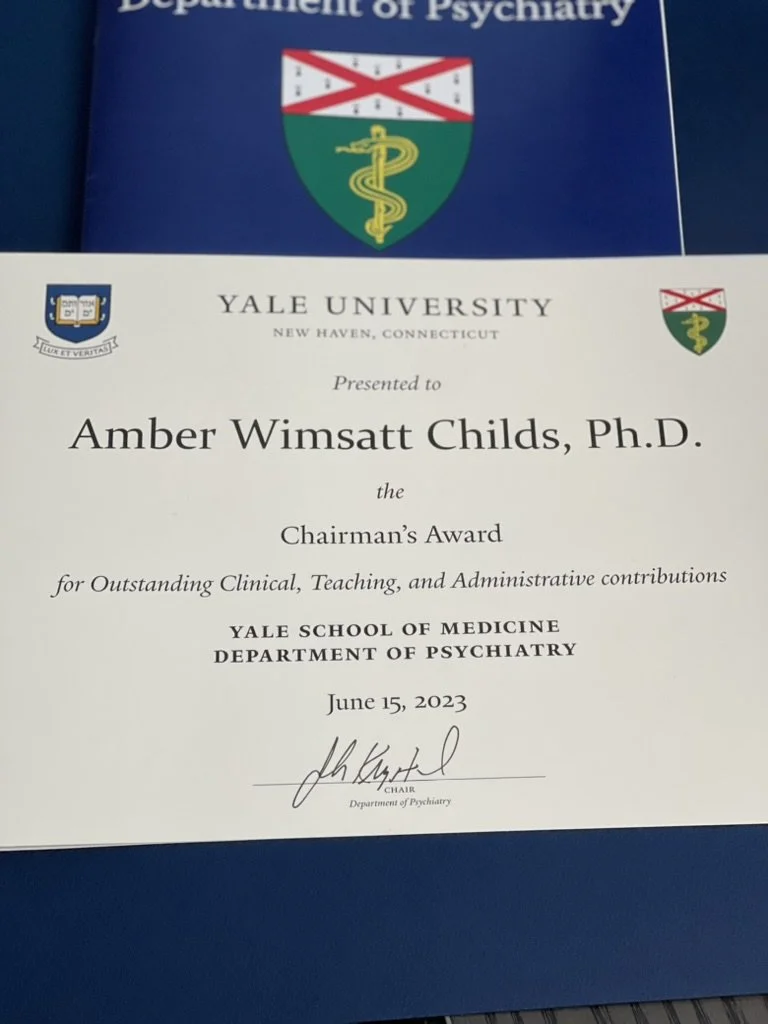 Department of Psychiatry
YALE UNIVERSITY
NEW HAVEN, CONNECTICUT
LUX ET VERITAS
Presented to
Amber Wimsatt Childs, Ph.D.
the
Chairman's Award
for Outstanding Clinical, Teaching, and Administrative contributions
YALE SCHOOL OF MEDICINE
DEPARTMENT OF PSYCHIATRY
June 15, 2023
CHAIR
Department of Psychiatry